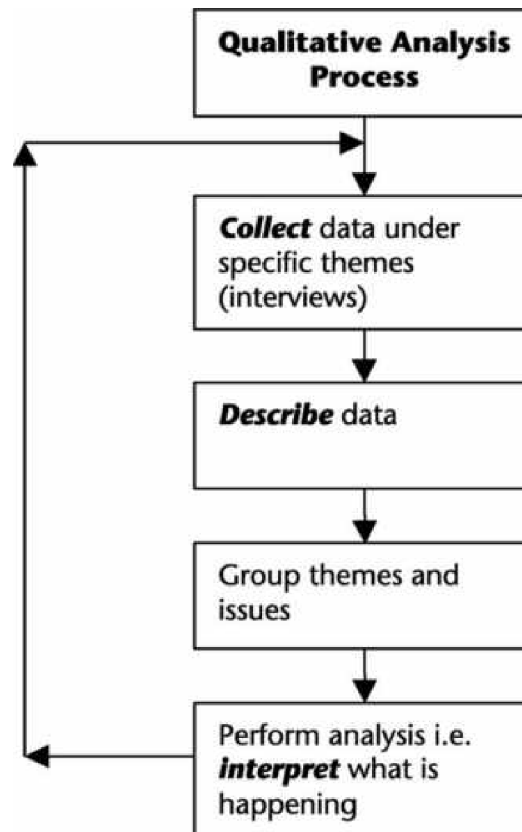 Qualitative Analysis
Process
Collect data under
specific themes
(interviews)
Describe data
Group themes and
issues
Perform analysis i.e.
interpret what is
happening